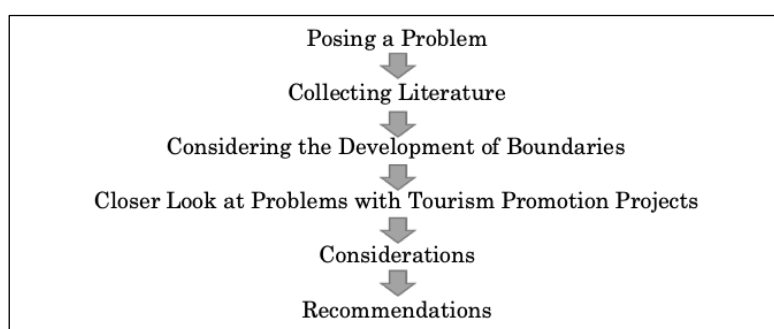 Posing a Problem
Collecting Literature
Considering the Development of Boundaries
Closer Look at Problems with Tourism Promotion Projects
Considerations
Recommendations